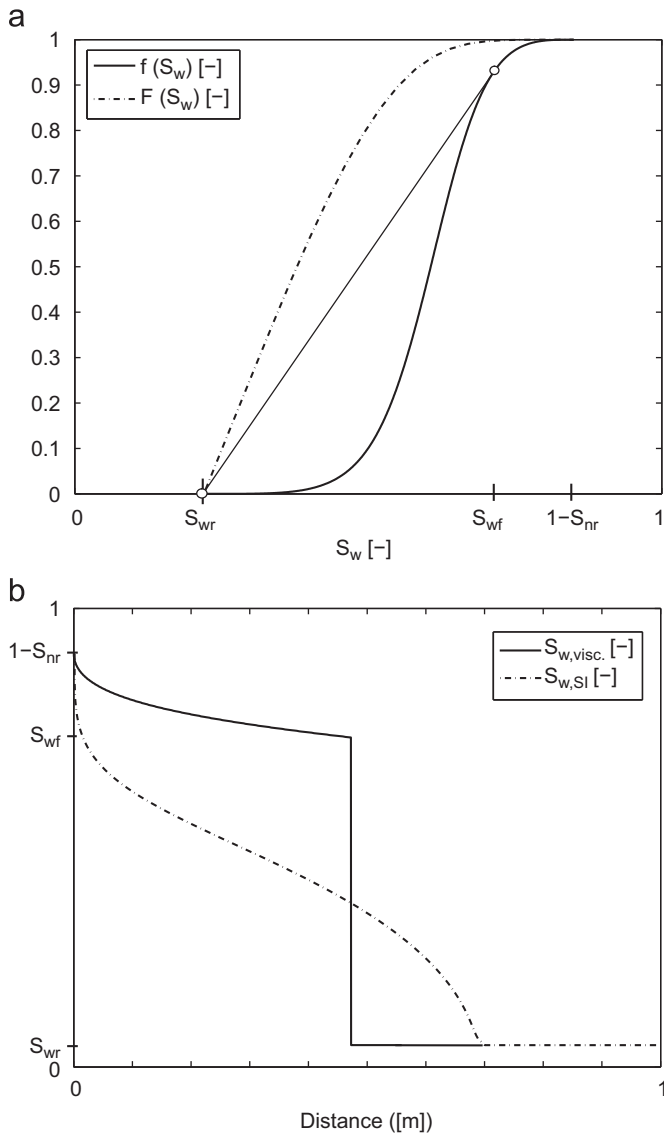 a
1
0.9
0.8
0.7
0.6
0.5
0.4
0.3
0.2
0.1
0
f (S_w) [−]
F (S_w) [−]
0 S_wr S_wf 1−S_nr 1
S_w [−]
b
1
1−S_nr
S_wf
S_wr
0
S_w,visc. [−]
S_w,SI [−]
0 1
Distance ([m])